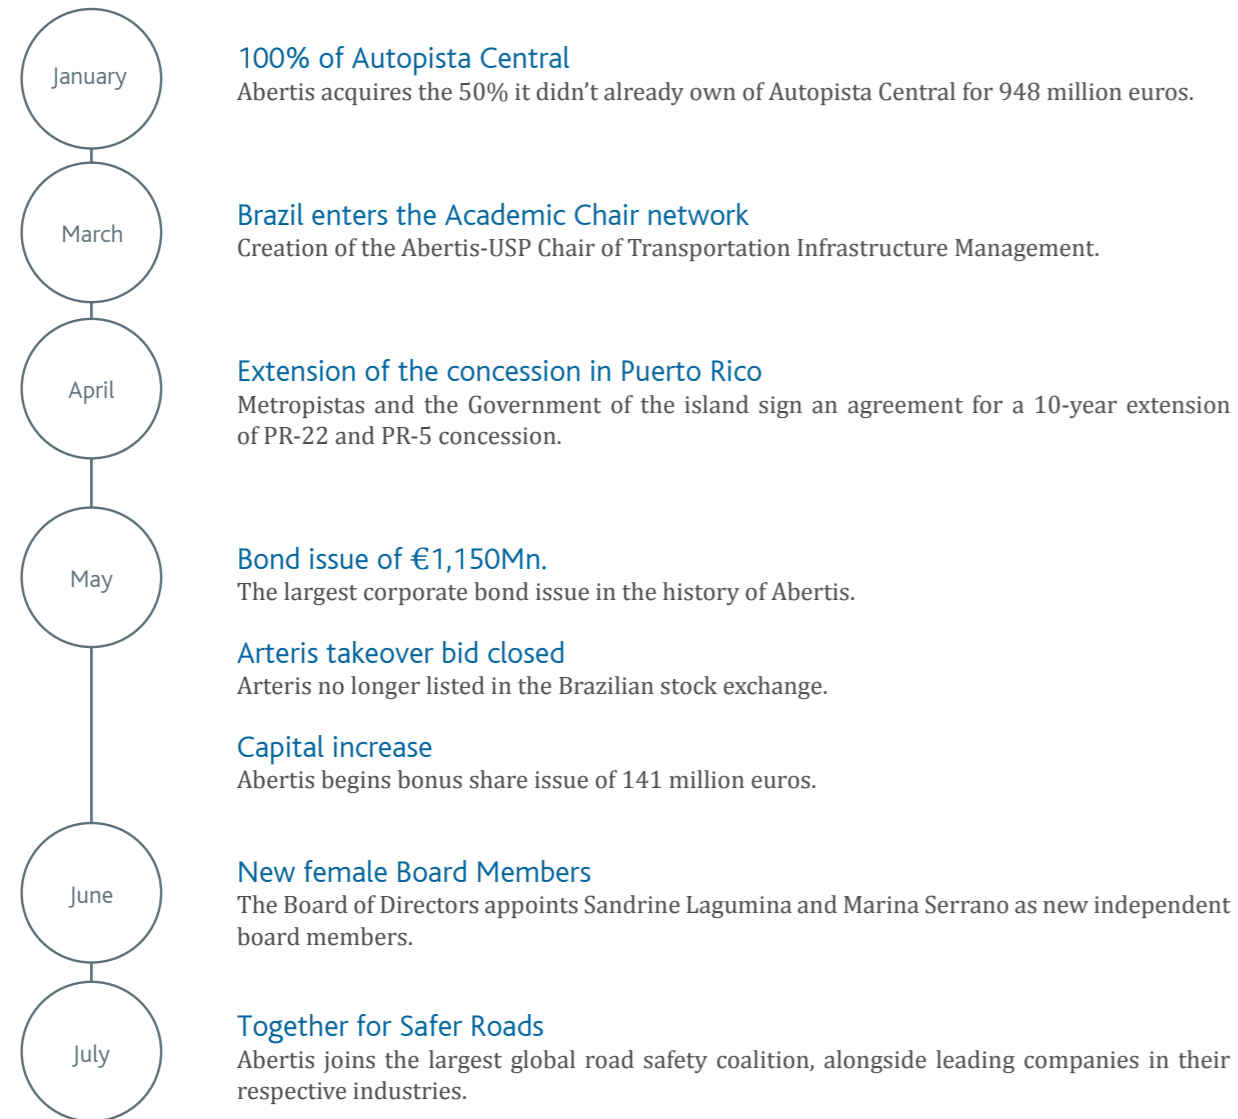 January
100% of Autopista Central
Abertis acquires the 50% it didn't already own of Autopista Central for 948 million euros.
March
Brazil enters the Academic Chair network
Creation of the Abertis-USP Chair of Transportation Infrastructure Management.
April
Extension of the concession in Puerto Rico
Metropistas and the Government of the island sign an agreement for a 10-year extension
of PR-22 and PR-5 concession.
May
Bond issue of €1,150Mn.
The largest corporate bond issue in the history of Abertis.
Arteris takeover bid closed
Arteris no longer listed in the Brazilian stock exchange.
Capital increase
Abertis begins bonus share issue of 141 million euros.
June
New female Board Members
The Board of Directors appoints Sandrine Lagumina and Marina Serrano as new independent
board members.
July
Together for Safer Roads
Abertis joins the largest global road safety coalition, alongside leading companies in their
respective industries.